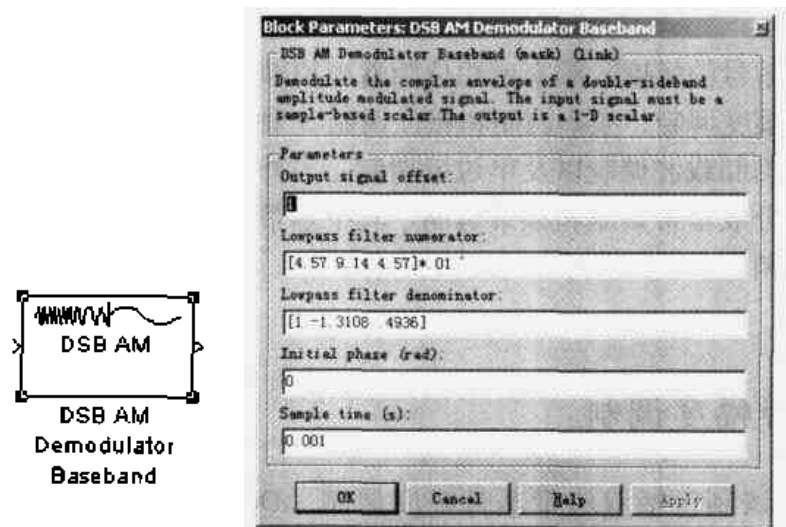 DSB AM
DSB AM
Demodulator
Baseband
Block Parameters: DSB AM Demodulator Baseband
DSB AM Demodulator Baseband (mask) (link)
Demodulate the complex envelope of a double-sideband
amplitude modulated signal. The input signal must be a
sample-based scalar.The output is a 1-D scalar
Parameters
Output signal offset:
Lowpass filter numerator:
[4.57 9.14 4.57]*.01
Lowpass filter denominator:
[1 -1.3108 .4936]
Initial phase (rad):
0
Sample time (s):
0.001
OK
Cancel
Help
Apply